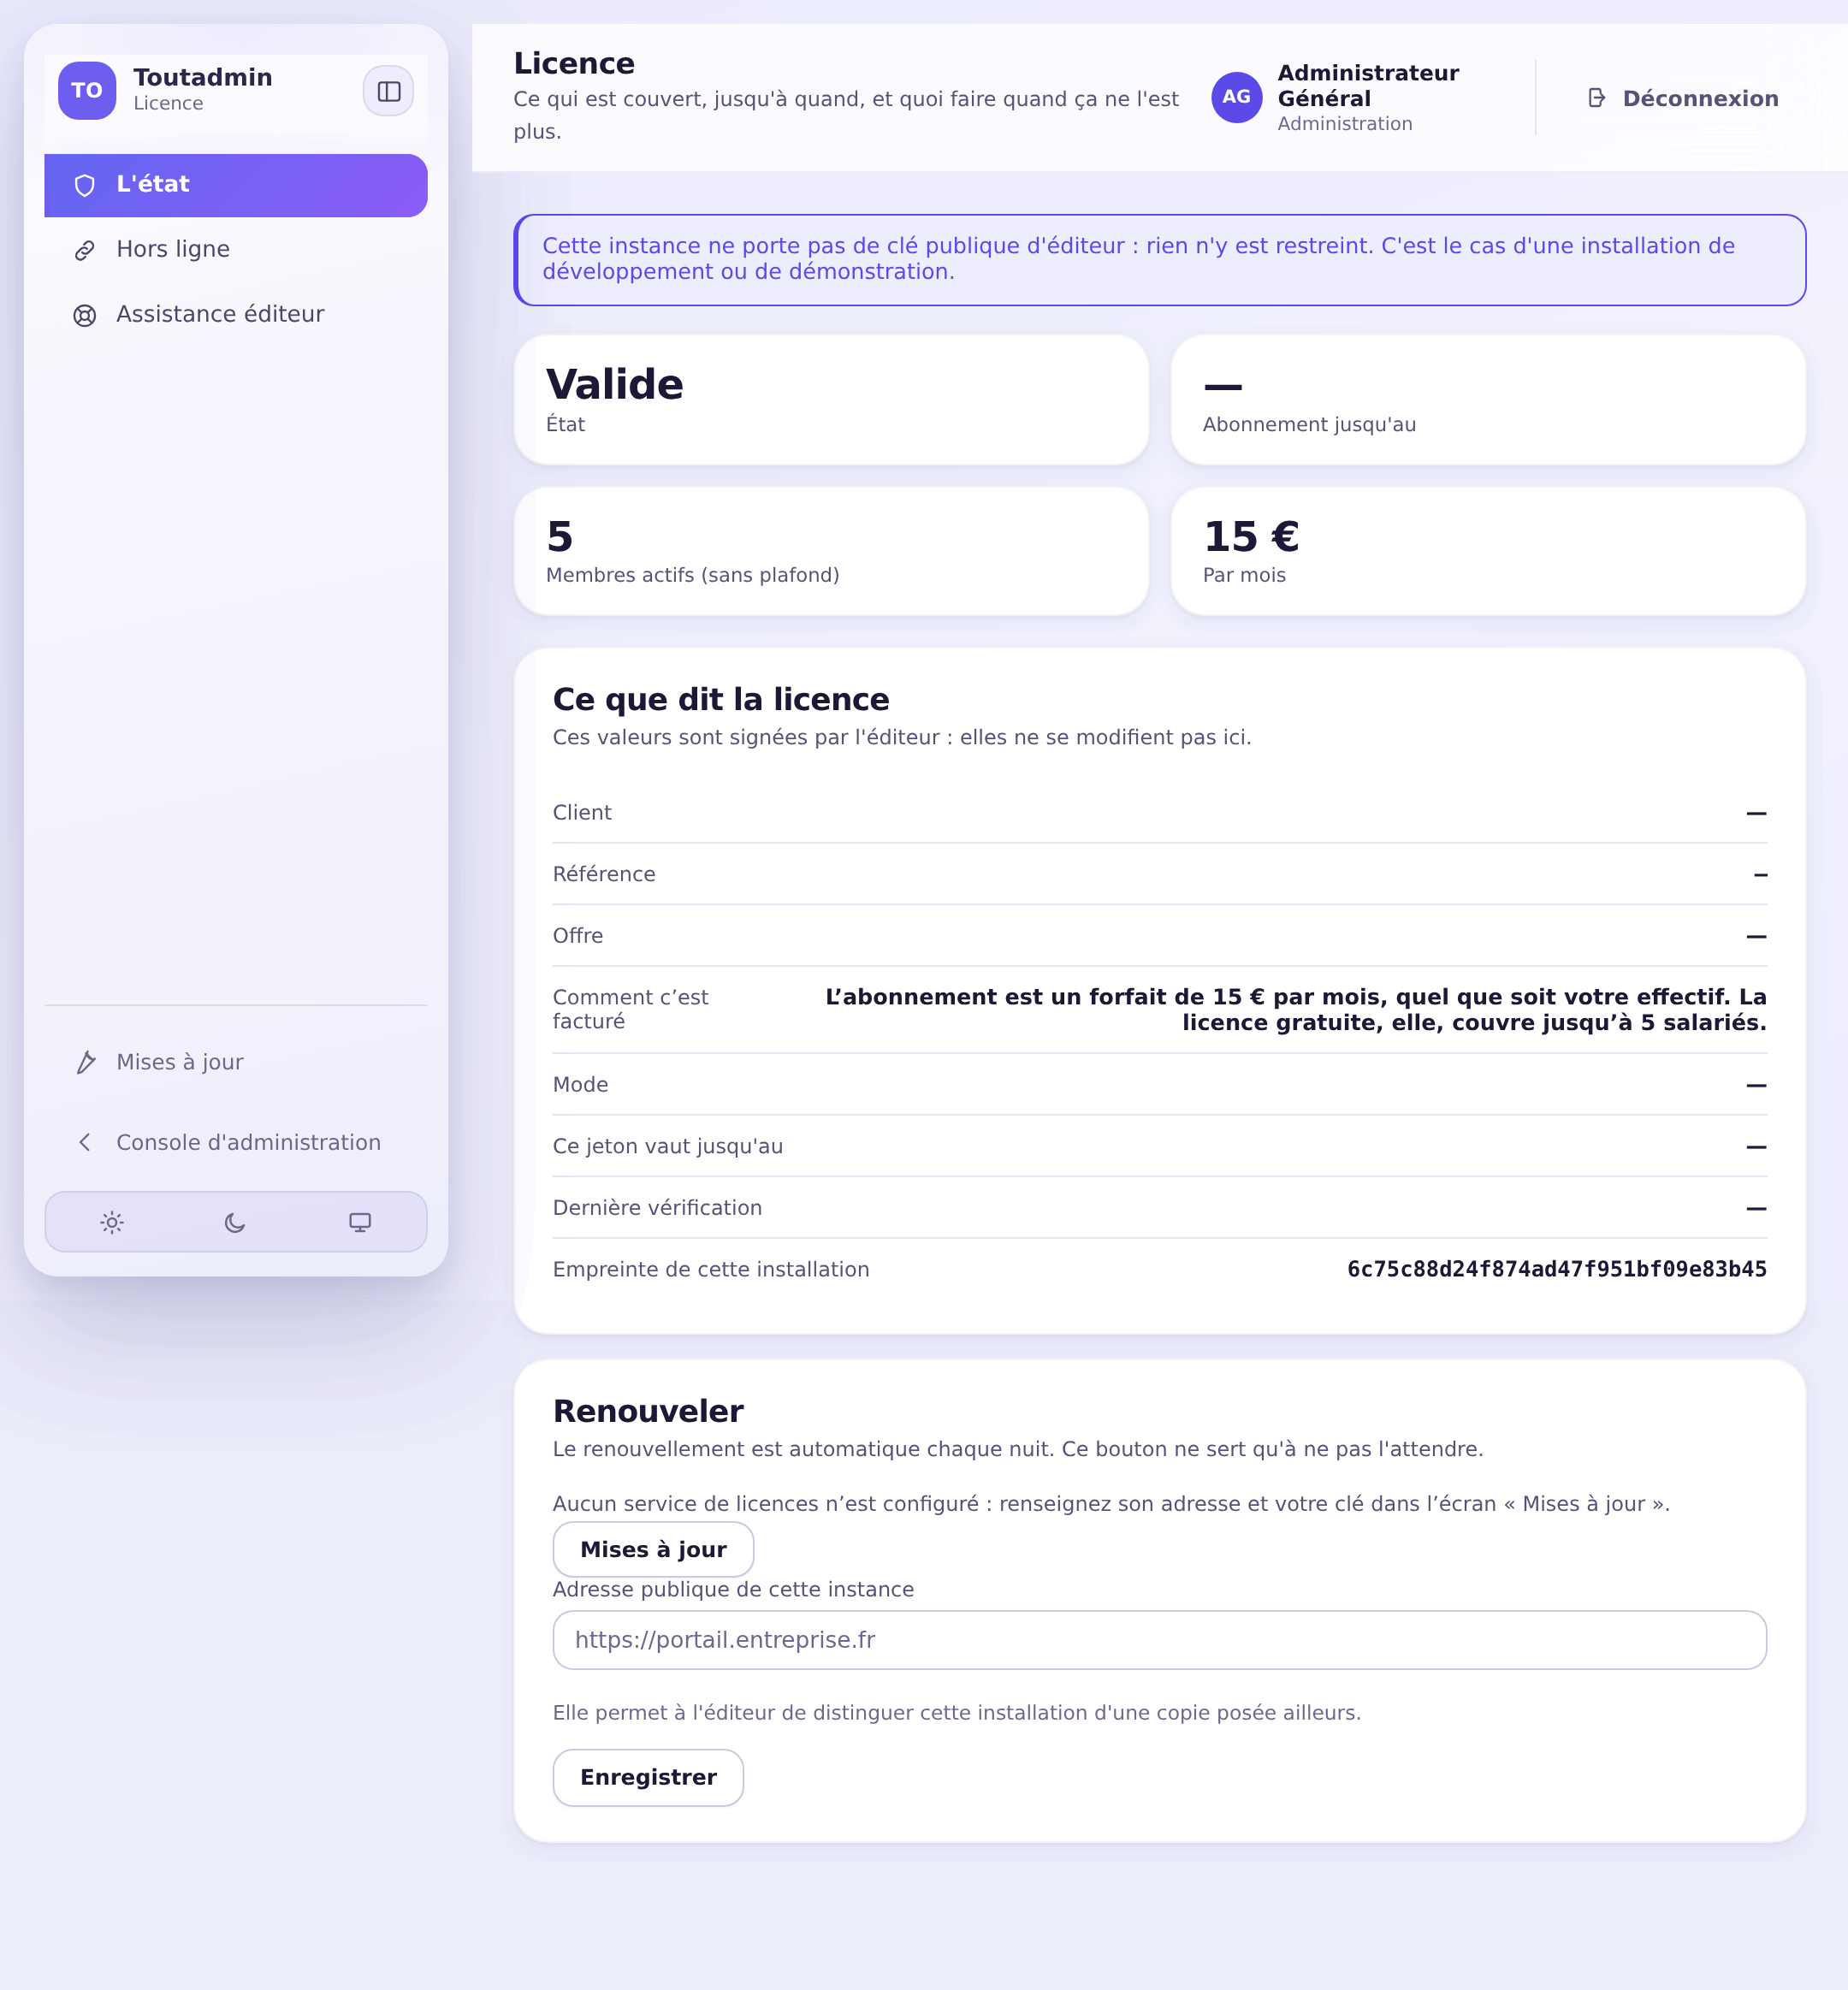 TO
Toutadmin
Licence
L'état
Hors ligne
Assistance éditeur
Mises à jour
Console d'administration
Licence
Ce qui est couvert, jusqu'à quand, et quoi faire quand ça ne l'est
plus.
AG
Administrateur
Général
Administration
Déconnexion
Cette instance ne porte pas de clé publique d'éditeur : rien n'y est restreint. C'est le cas d'une installation de
développement ou de démonstration.
Valide
État
—
Abonnement jusqu'au
5
Membres actifs (sans plafond)
15 €
Par mois
Ce que dit la licence
Ces valeurs sont signées par l'éditeur : elles ne se modifient pas ici.
Client —
Référence —
Offre —
Comment c’est
facturé
L’abonnement est un forfait de 15 € par mois, quel que soit votre effectif. La
licence gratuite, elle, couvre jusqu’à 5 salariés.
Mode —
Ce jeton vaut jusqu'au —
Dernière vérification —
Empreinte de cette installation 6c75c88d24f874ad47f951bf09e83b45
Renouveler
Le renouvellement est automatique chaque nuit. Ce bouton ne sert qu'à ne pas l'attendre.
Aucun service de licences n’est configuré : renseignez son adresse et votre clé dans l’écran « Mises à jour ».
Mises à jour
Adresse publique de cette instance
https://portail.entreprise.fr
Elle permet à l'éditeur de distinguer cette installation d'une copie posée ailleurs.
Enregistrer